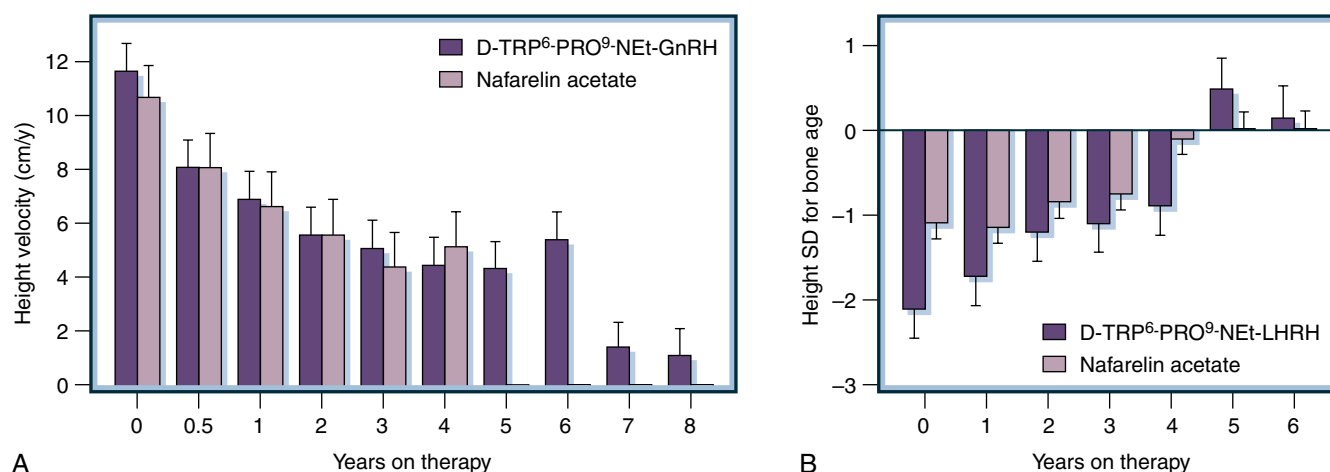 12
10
8
6
4
2
0
Height velocity (cm/y)
D-TRP⁶-PRO⁹-NEt-GnRH
Nafarelin acetate
0 0.5 1 2 3 4 5 6 7 8
Years on therapy
A
1
0
–1
–2
–3
Height SD for bone age
D-TRP⁶-PRO⁹-NEt-LHRH
Nafarelin acetate
0 1 2 3 4 5 6
Years on therapy
B